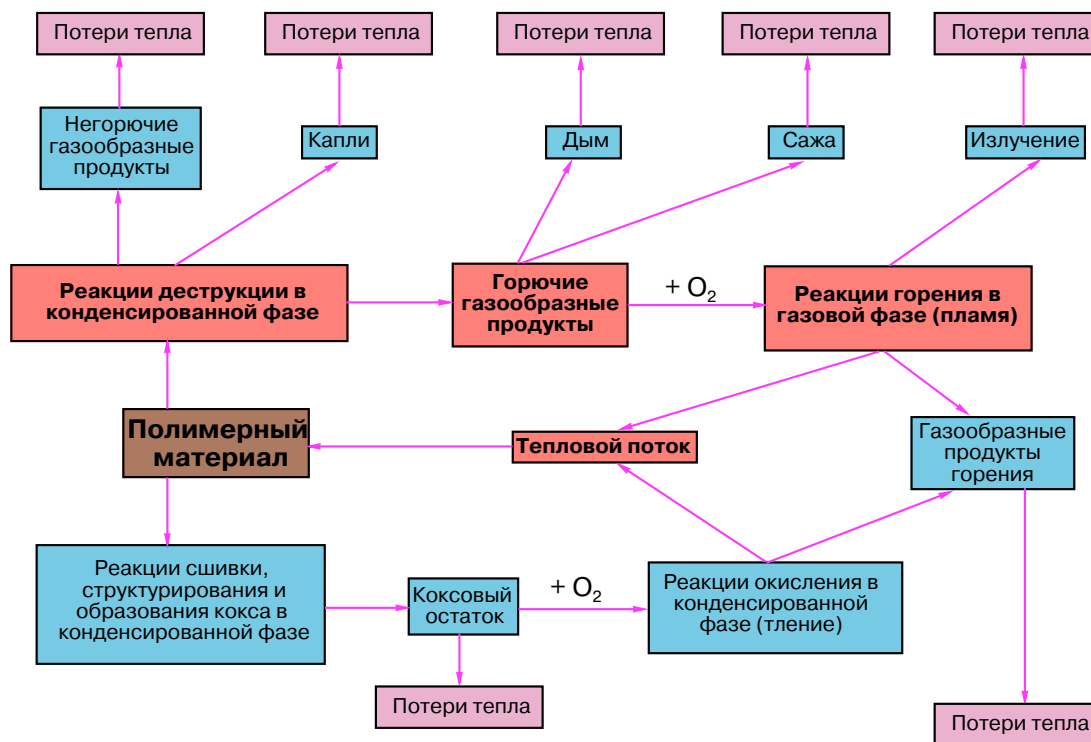 Потери тепла
Потери тепла
Потери тепла
Потери тепла
Потери тепла
Негорючие
газообразные
продукты
Капли
Дым
Сажа
Излучение
Реакции деструкции в
конденсированной фазе
Горючие
газообразные
продукты
+ O₂
Реакции горения в
газовой фазе (пламя)
Полимерный
материал
Тепловой поток
Газообразные
продукты
горения
Реакции сшивки,
структурирования и
образования кокса в
конденсированной фазе
Коксовый
остаток
+ O₂
Реакции окисления в
конденсированной
фазе (тление)
Потери тепла
Потери тепла